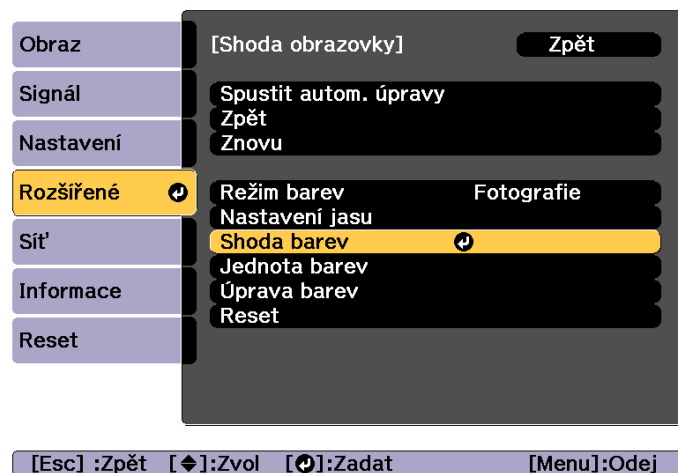 Obraz
Signál
Nastavení
Rozšířené
Síť
Informace
Reset
[Shoda obrazovky] Zpět
Spustit autom. úpravy
Zpět
Znovu
Režim barev Fotografie
Nastavení jasu
Shoda barev
Jednota barev
Úprava barev
Reset
[Esc] :Zpět [◆]:Zvol [↵]:Zadat [Menu]:Odej